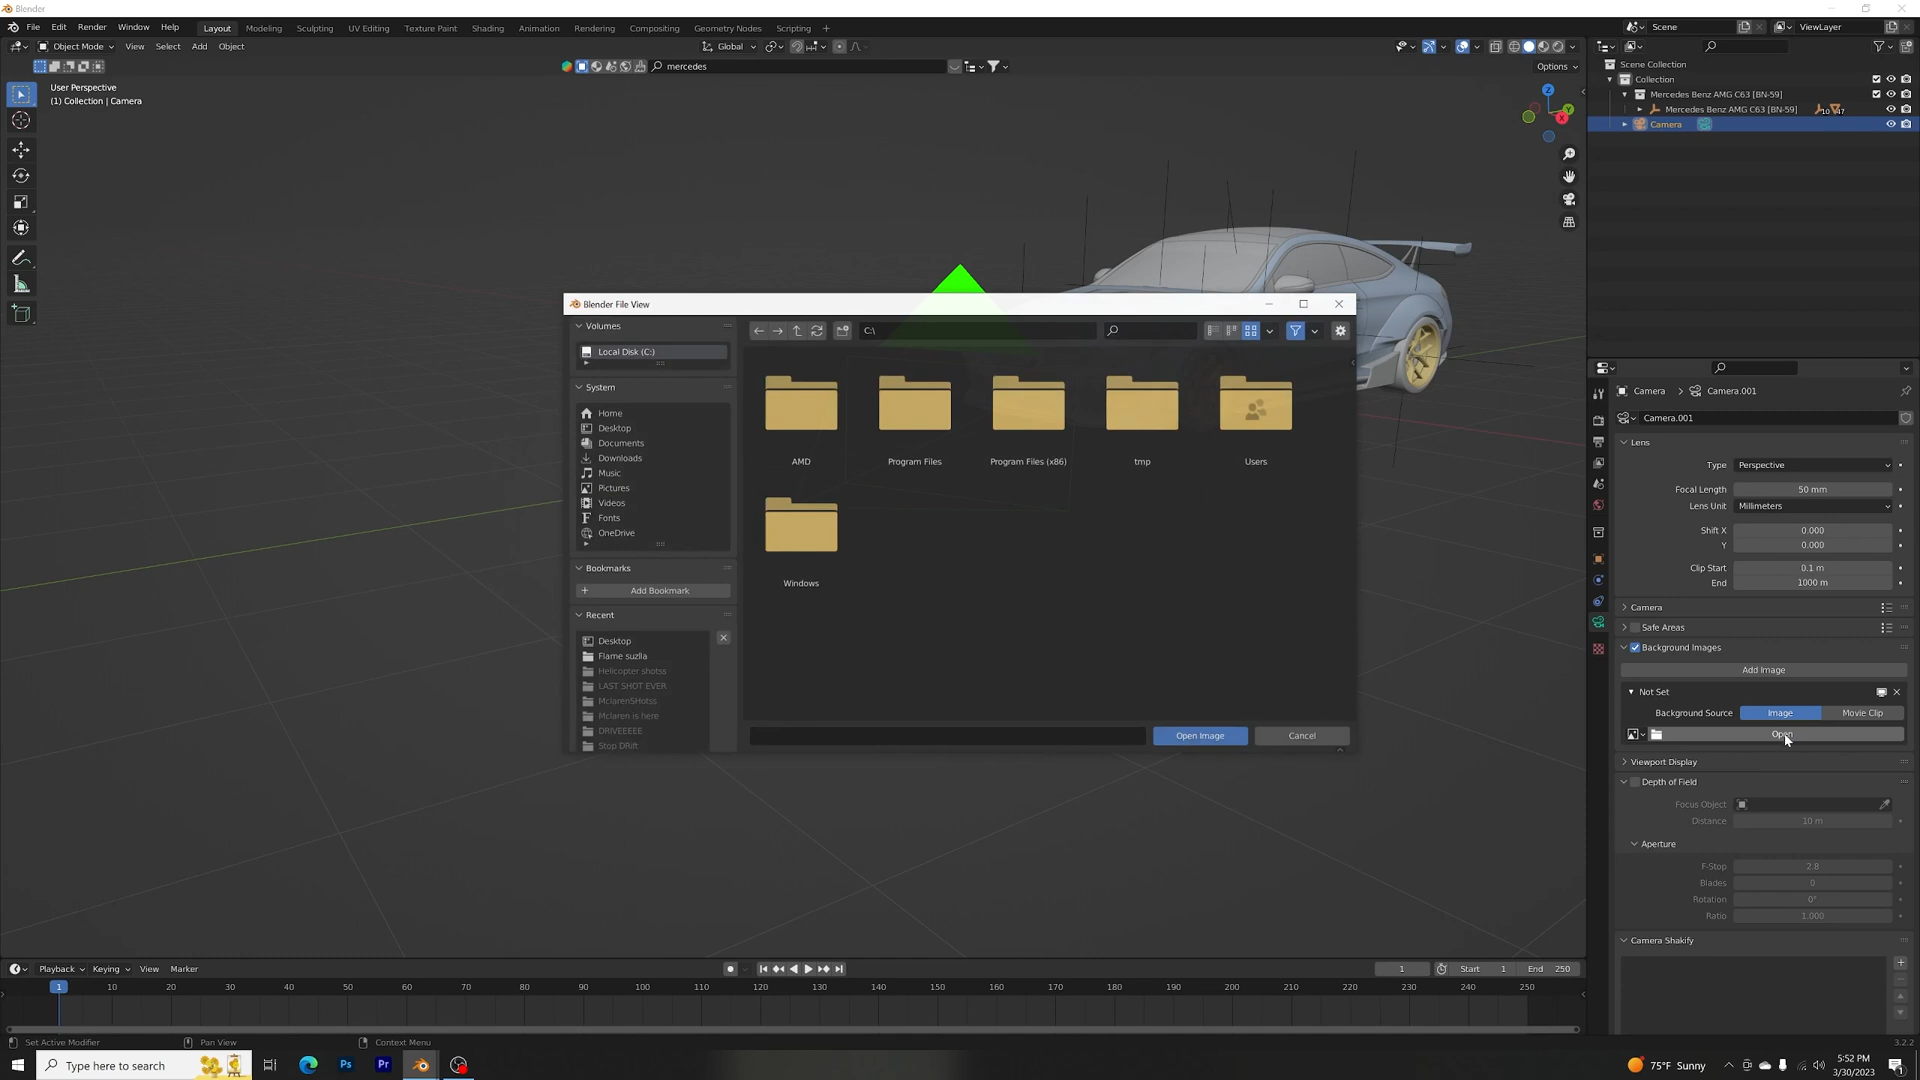 Blender
File Edit Render Window Help Layout Modeling Sculpting UV Editing Texture Paint Shading Animation Rendering Compositing Geometry Nodes Scripting + Scene ViewLayer
Object Mode View Select Add Object Global
mercedes Options
User Perspective
(1) Collection | Camera
Z
Y
X
Scene Collection
Collection
Mercedes Benz AMG C63 [BN-59]
Mercedes Benz AMG C63 [BN-59] 10 47
Camera
Blender File View
Volumes
Local Disk (C:)
System
Home
Desktop
Documents
Downloads
Music
Pictures
Videos
Fonts
OneDrive
Bookmarks
Add Bookmark
Recent
Desktop
Flame suzlla
Helicopter shotss
LAST SHOT EVER
MclarenSHotss
Mclaren is here
DRIVEEEEE
Stop DRift
C:\
AMD Program Files Program Files (x86) tmp Users
Windows
Open Image Cancel
Camera Camera.001
Camera.001
Lens
Type Perspective
Focal Length 50 mm
Lens Unit Millimeters
Shift X 0.000
Y 0.000
Clip Start 0.1 m
End 1000 m
Camera
Safe Areas
Background Images
Add Image
Not Set
Background Source Image Movie Clip
Open
Viewport Display
Depth of Field
Focus Object
Distance 10 m
Aperture
F-Stop 2.8
Blades 0
Rotation 0°
Ratio 1.000
Camera Shakify
Playback Keying View Marker 1 Start 1 End 250
1 10 20 30 40 50 60 70 80 90 100 110 120 130 140 150 160 170 180 190 200 210 220 230 240 250
Set Active Modifier Pan View Context Menu 3.2.2
Type here to search Ps Pr 75°F Sunny 5:52 PM
3/30/2023